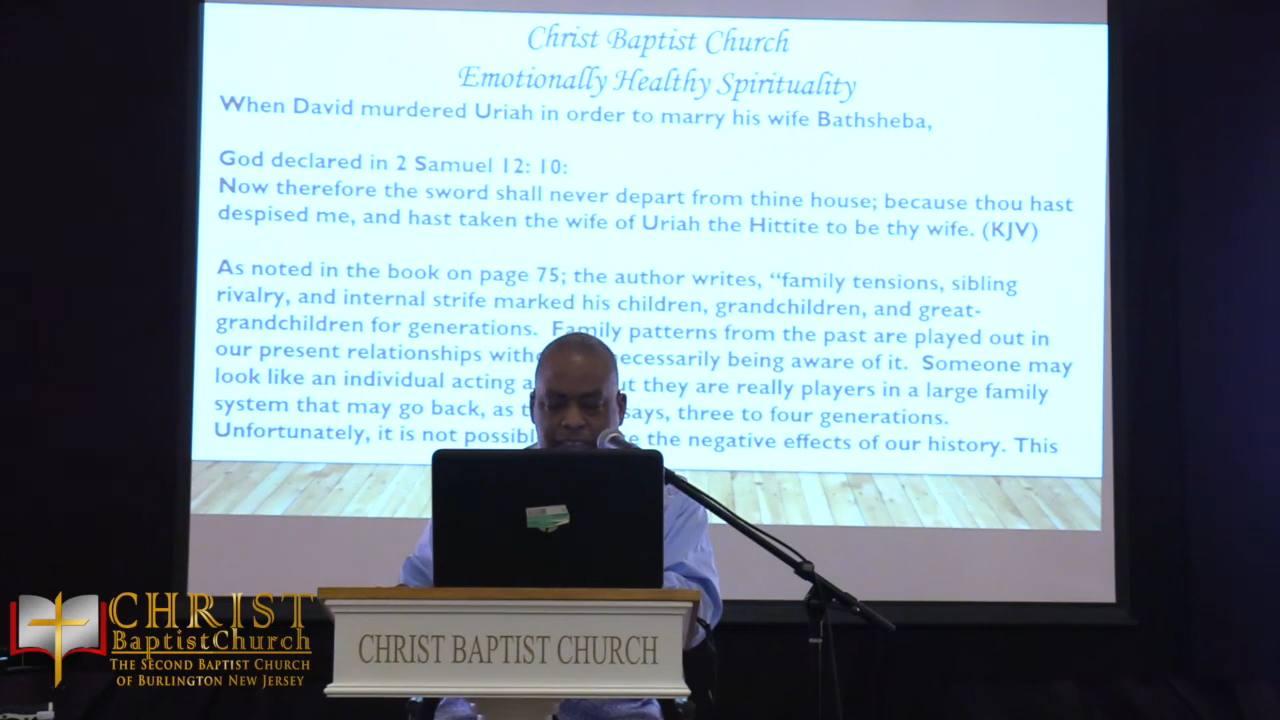 Christ Baptist Church
Emotionally Healthy Spirituality
When David murdered Uriah in order to marry his wife Bathsheba,
God declared in 2 Samuel 12: 10:
Now therefore the sword shall never depart from thine house; because thou hast
despised me, and hast taken the wife of Uriah the Hittite to be thy wife. (KJV)
As noted in the book on page 75; the author writes, “family tensions, sibling
rivalry, and internal strife marked his children, grandchildren, and great-
grandchildren for generations. Family patterns from the past are played out in
our present relationships necessarily being aware of it. Someone may
look like an individual acting they are really players in a large family
system that may go back, as says, three to four generations.
Unfortunately, it is not the negative effects of our history. This
CHRIST BAPTIST CHURCH
CHRIST
BaptistChurch
THE SECOND BAPTIST CHURCH
OF BURLINGTON NEW JERSEY